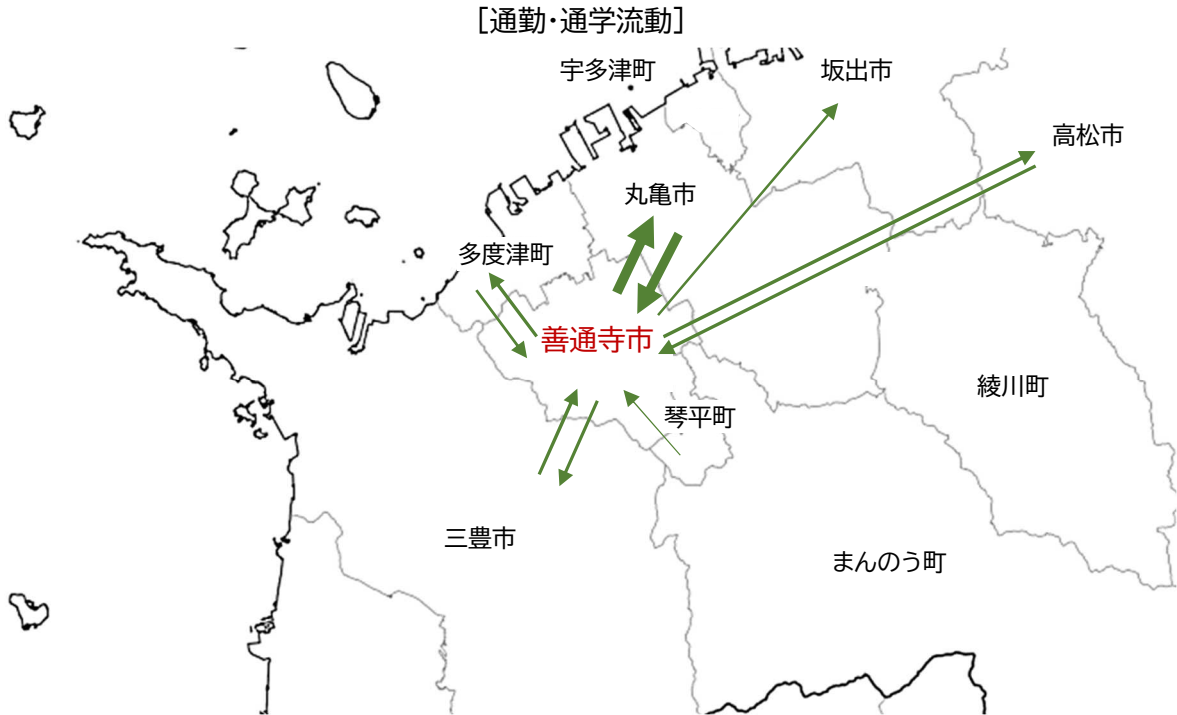 [通勤・通学流動]
宇多津町
坂出市
高松市
丸亀市
多度津町
善通寺市
綾川町
琴平町
三豊市
まんのう町